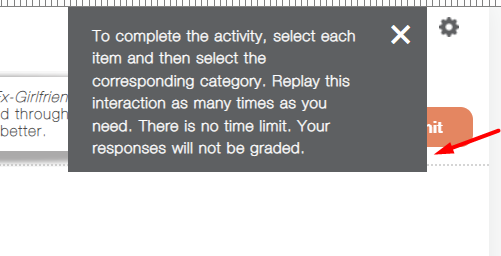 To complete the activity, select each
item and then select the
corresponding category. Replay this
interaction as many times as you
need. There is no time limit. Your
responses will not be graded.
Ex-Girlfrien
d through
better.
nit